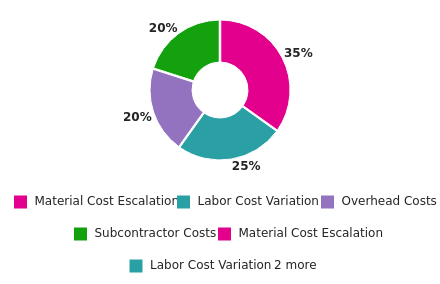 20%
35%
20%
25%
Material Cost Escalation Labor Cost Variation Overhead Costs
Subcontractor Costs Material Cost Escalation
Labor Cost Variation 2 more